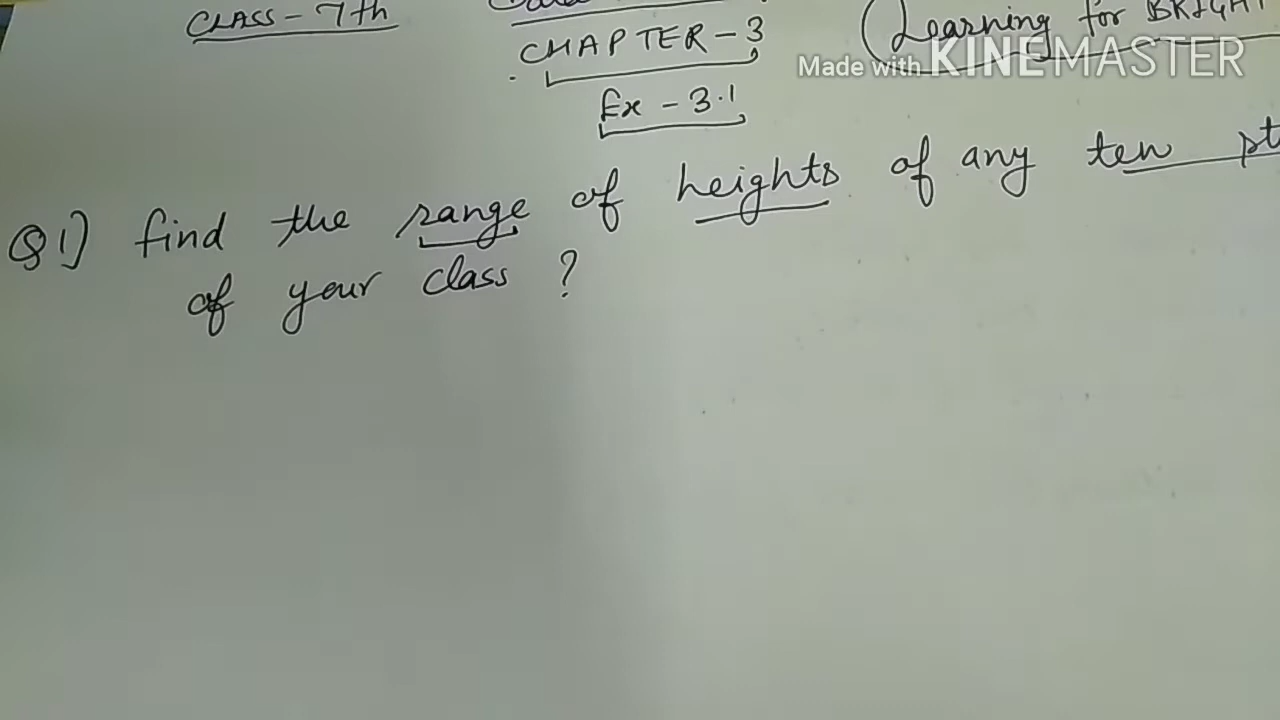 CLASS - 7th
CHAPTER - 3
(Learning for
Made with KINEMASTER
Ex - 3.1
Q1) find the range of heights of any ten
of your class ?